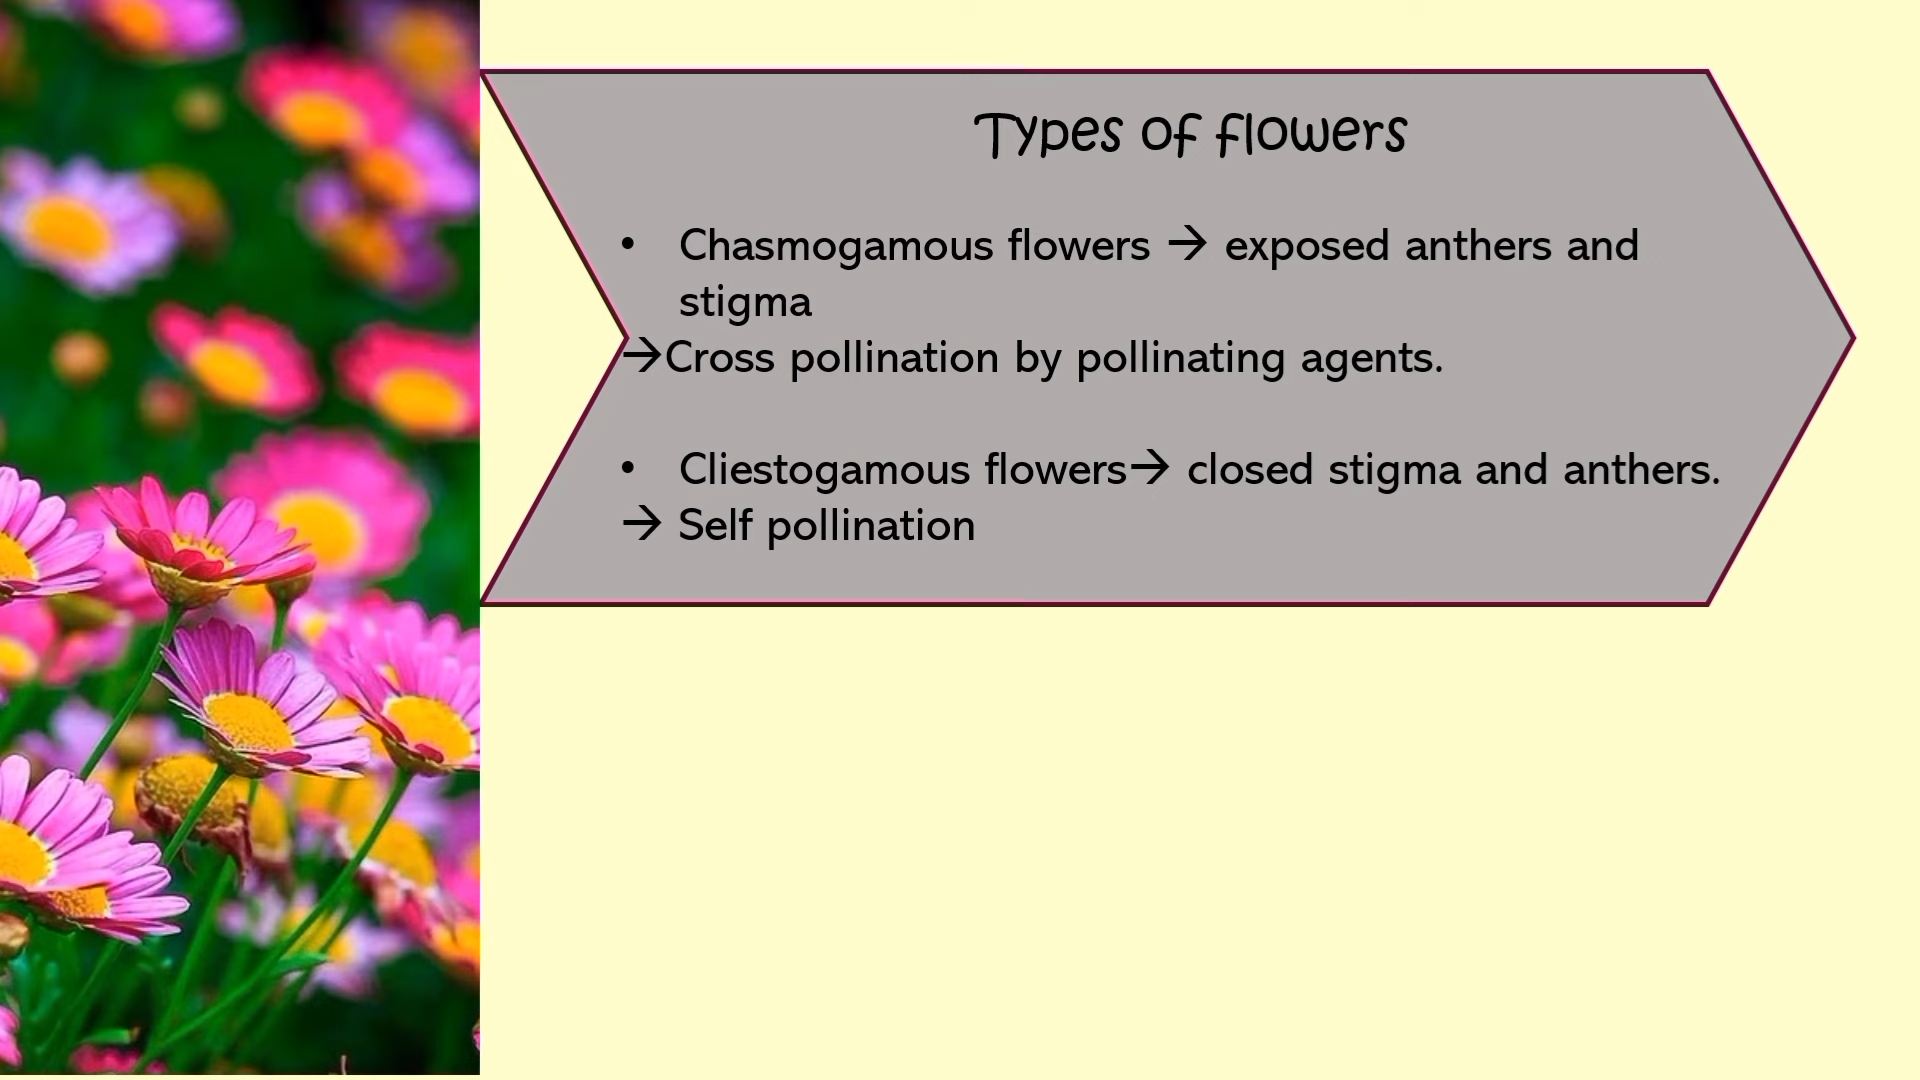 Types of flowers
• Chasmogamous flowers → exposed anthers and
stigma
→Cross pollination by pollinating agents.
• Cliestogamous flowers→ closed stigma and anthers.
→ Self pollination